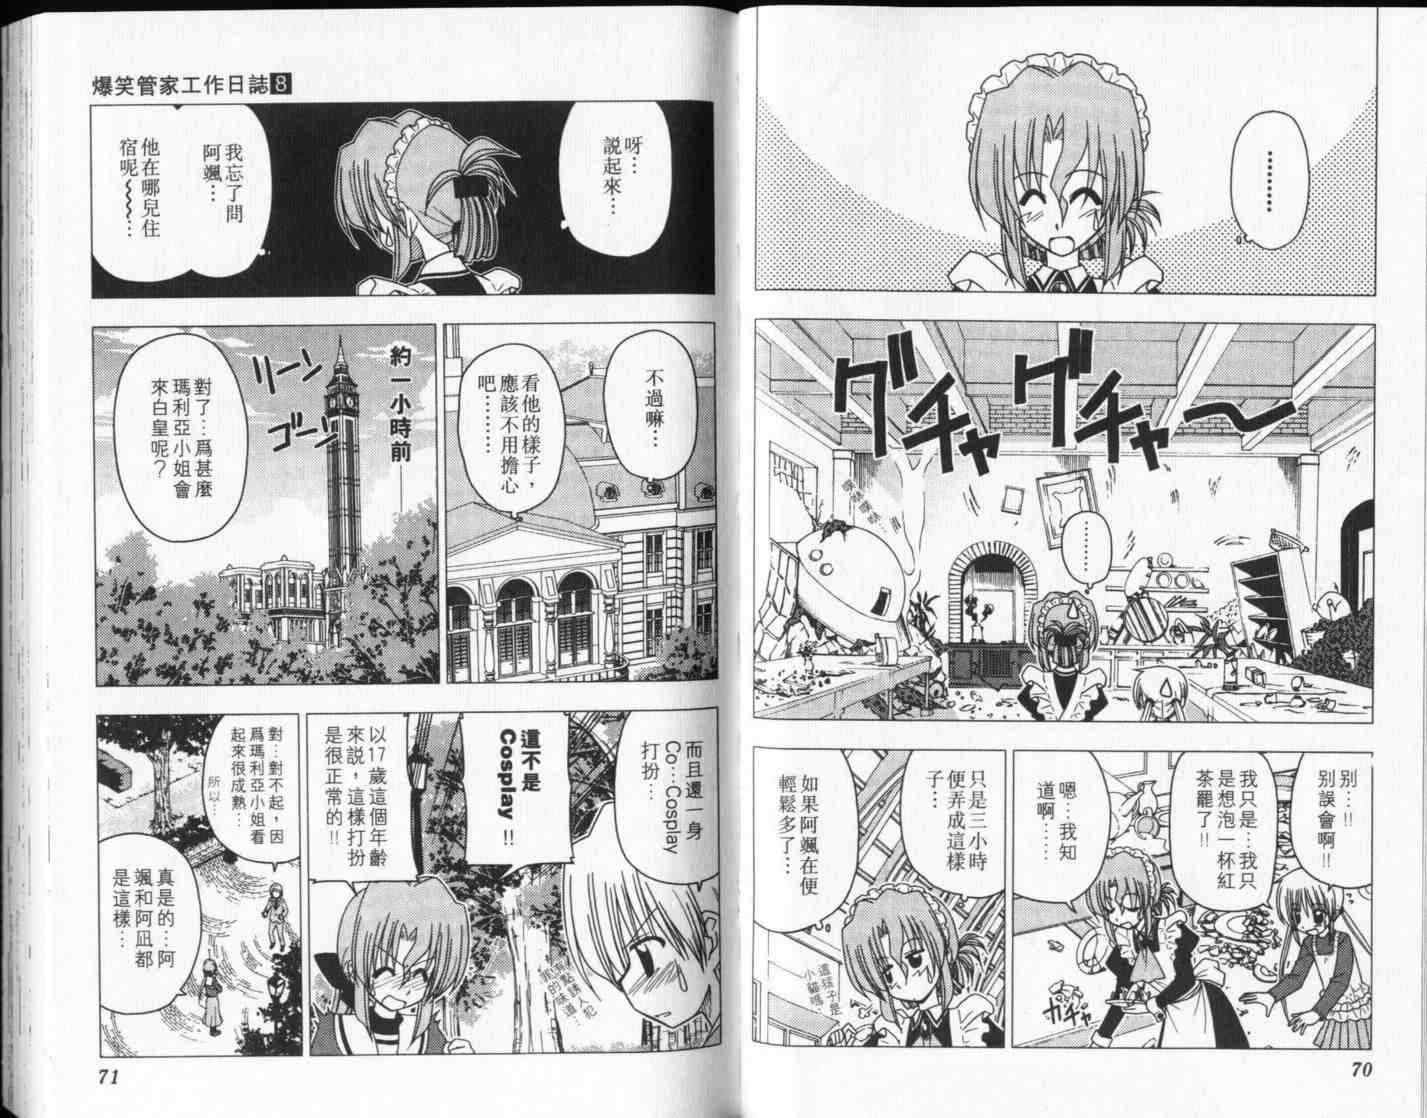 ………
グチャグチャ〜
………
別…!!
別誤會啊!!
我只是…我只
是想泡一杯紅
茶罷了!!
嗯…我知
道啊……
ガチャ
只是三小時
便弄成這樣
子…
如果阿颯在便
輕鬆多了…
這孩子是
小貓嗎…
70
爆笑管家工作日誌8
呀…
説起來…
我忘了問
阿颯…
他在哪兒住
宿呢〜〜〜…
不過嘛…
看他的樣子，
應該不用擔心
吧………
約一小時前──
リーン
ゴーン
對了…爲甚麼
瑪利亞小姐會
來白皇呢？
而且還一身
Co…Cosplay
打扮…
這不是
Cosplay!!
以17歲這個年齡
來説，這樣打扮
是很正常的!!
對…對不起，因
爲瑪利亞小姐看
起來很成熟…
所以…
真是的…阿
颯和阿凪都
是這樣…
71